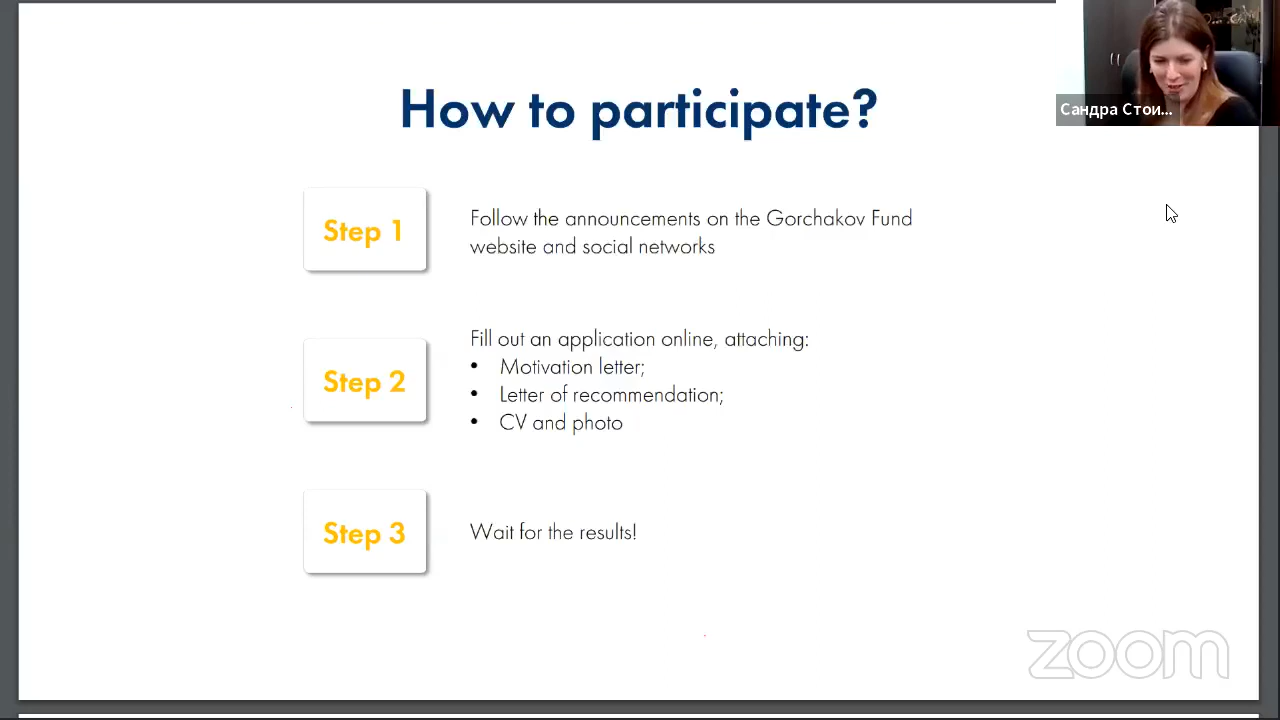 How to participate?
Сандра Стои...
Step 1
Follow the announcements on the Gorchakov Fund
website and social networks
Step 2
Fill out an application online, attaching:
• Motivation letter;
• Letter of recommendation;
• CV and photo
Step 3
Wait for the results!
zoom